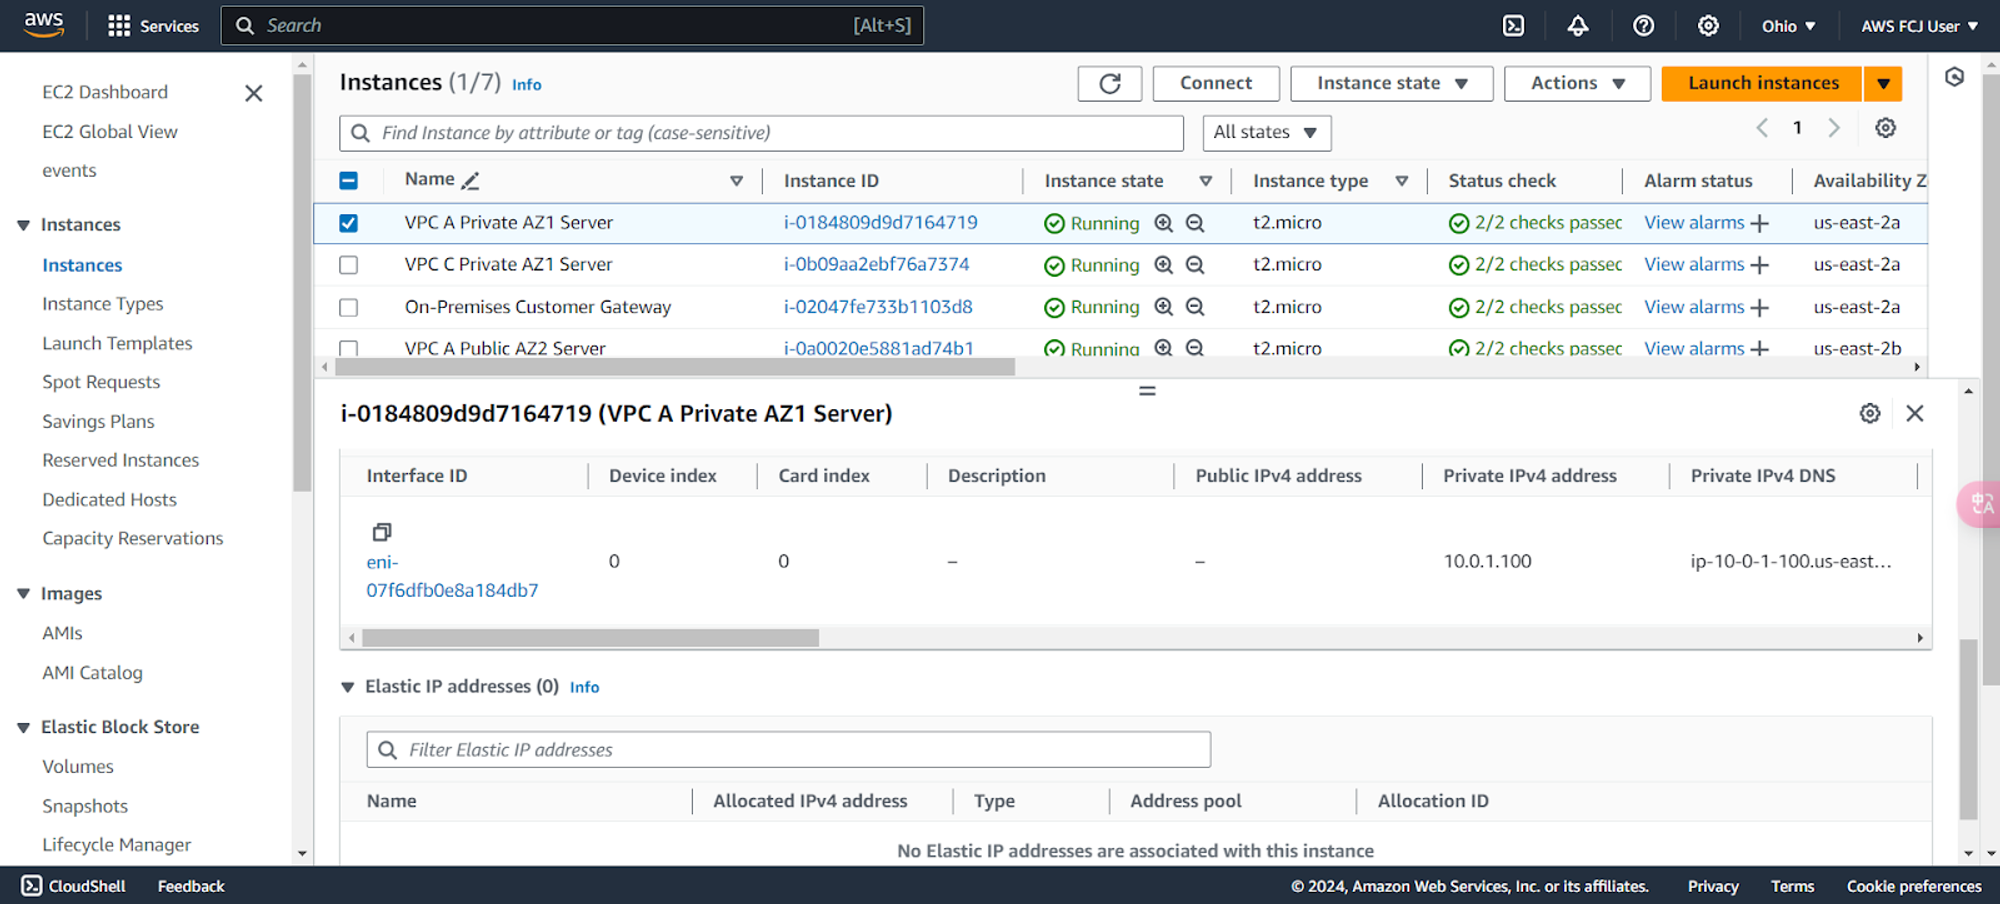 aws Services Search [Alt+S] Ohio AWS FCJ User
EC2 Dashboard
EC2 Global View
events
Instances
Instances
Instance Types
Launch Templates
Spot Requests
Savings Plans
Reserved Instances
Dedicated Hosts
Capacity Reservations
Images
AMIs
AMI Catalog
Elastic Block Store
Volumes
Snapshots
Lifecycle Manager
Instances (1/7) Info Connect Instance state Actions Launch instances
Find Instance by attribute or tag (case-sensitive) All states 1
Name Instance ID Instance state Instance type Status check Alarm status Availability Z
VPC A Private AZ1 Server i-0184809d9d7164719 Running t2.micro 2/2 checks passec View alarms us-east-2a
VPC C Private AZ1 Server i-0b09aa2ebf76a7374 Running t2.micro 2/2 checks passec View alarms us-east-2a
On-Premises Customer Gateway i-02047fe733b1103d8 Running t2.micro 2/2 checks passec View alarms us-east-2a
VPC A Public AZ2 Server i-0a0020e5881ad74b1 Running t2.micro 2/2 checks passec View alarms us-east-2b
i-0184809d9d7164719 (VPC A Private AZ1 Server)
Interface ID Device index Card index Description Public IPv4 address Private IPv4 address Private IPv4 DNS
eni-
07f6dfb0e8a184db7 0 0 – – 10.0.1.100 ip-10-0-1-100.us-east...
中A
Elastic IP addresses (0) Info
Filter Elastic IP addresses
Name Allocated IPv4 address Type Address pool Allocation ID
No Elastic IP addresses are associated with this instance
CloudShell Feedback © 2024, Amazon Web Services, Inc. or its affiliates. Privacy Terms Cookie preferences